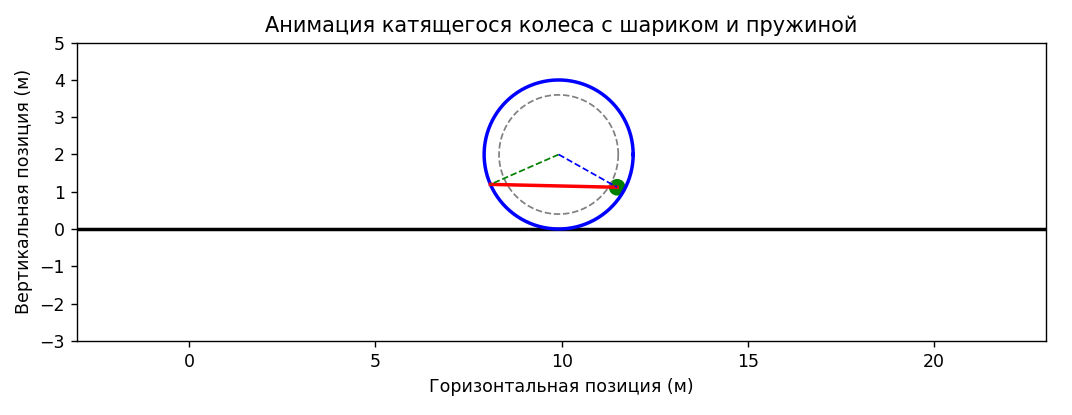 Анимация катящегося колеса с шариком и пружиной
Вертикальная позиция (м)
5
4
3
2
1
0
−1
−2
−3
0 5 10 15 20
Горизонтальная позиция (м)